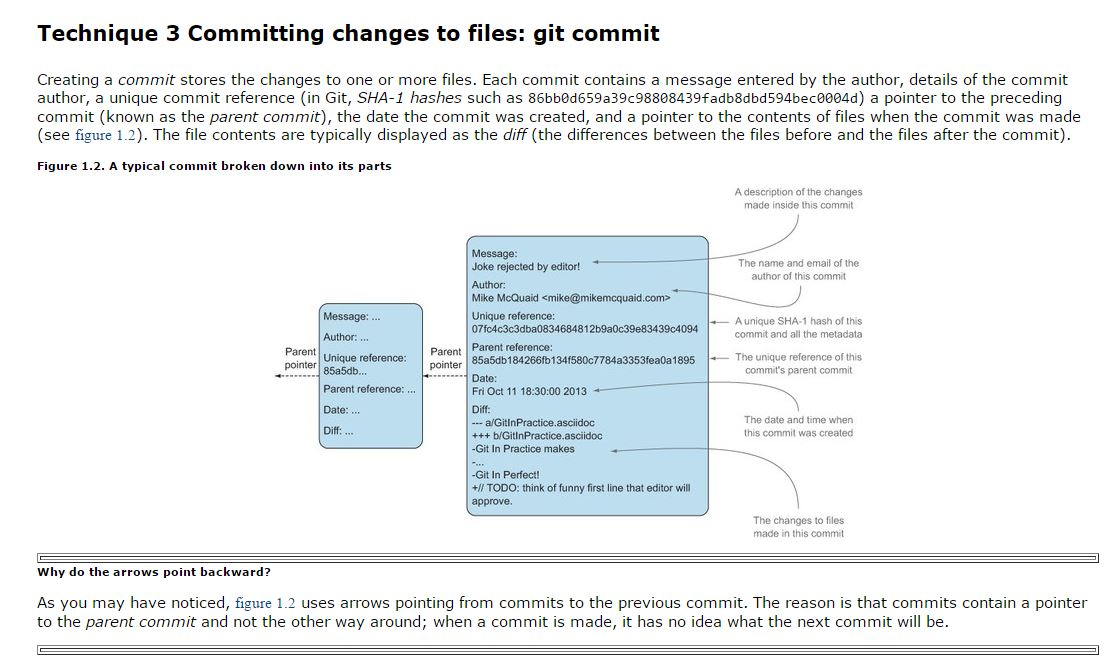 Technique 3 Committing changes to files: git commit
Creating a commit stores the changes to one or more files. Each commit contains a message entered by the author, details of the commit
author, a unique commit reference (in Git, SHA-1 hashes such as 86bb0d659a39c98808439fadb8dbd594bec0004d) a pointer to the preceding
commit (known as the parent commit), the date the commit was created, and a pointer to the contents of files when the commit was made
(see figure 1.2). The file contents are typically displayed as the diff (the differences between the files before and the files after the commit).
Figure 1.2. A typical commit broken down into its parts
Parent
pointer
Message: ...
Author: ...
Unique reference:
85a5db...
Parent reference: ...
Date: ...
Diff: ...
Parent
pointer
Message:
Joke rejected by editor!
Author:
Mike McQuaid <mike@mikemcquaid.com>
Unique reference:
07fc4c3c3dba0834684812b9a0c39e83439c4094
Parent reference:
85a5db184266fb134f580c7784a3353fea0a1895
Date:
Fri Oct 11 18:30:00 2013
Diff:
--- a/GitInPractice.asciidoc
+++ b/GitInPractice.asciidoc
-Git In Practice makes
-...
-Git In Perfect!
+// TODO: think of funny first line that editor will
approve.
A description of the changes
made inside this commit
The name and email of the
author of this commit
A unique SHA-1 hash of this
commit and all the metadata
The unique reference of this
commit's parent commit
The date and time when
this commit was created
The changes to files
made in this commit
Why do the arrows point backward?
As you may have noticed, figure 1.2 uses arrows pointing from commits to the previous commit. The reason is that commits contain a pointer
to the parent commit and not the other way around; when a commit is made, it has no idea what the next commit will be.